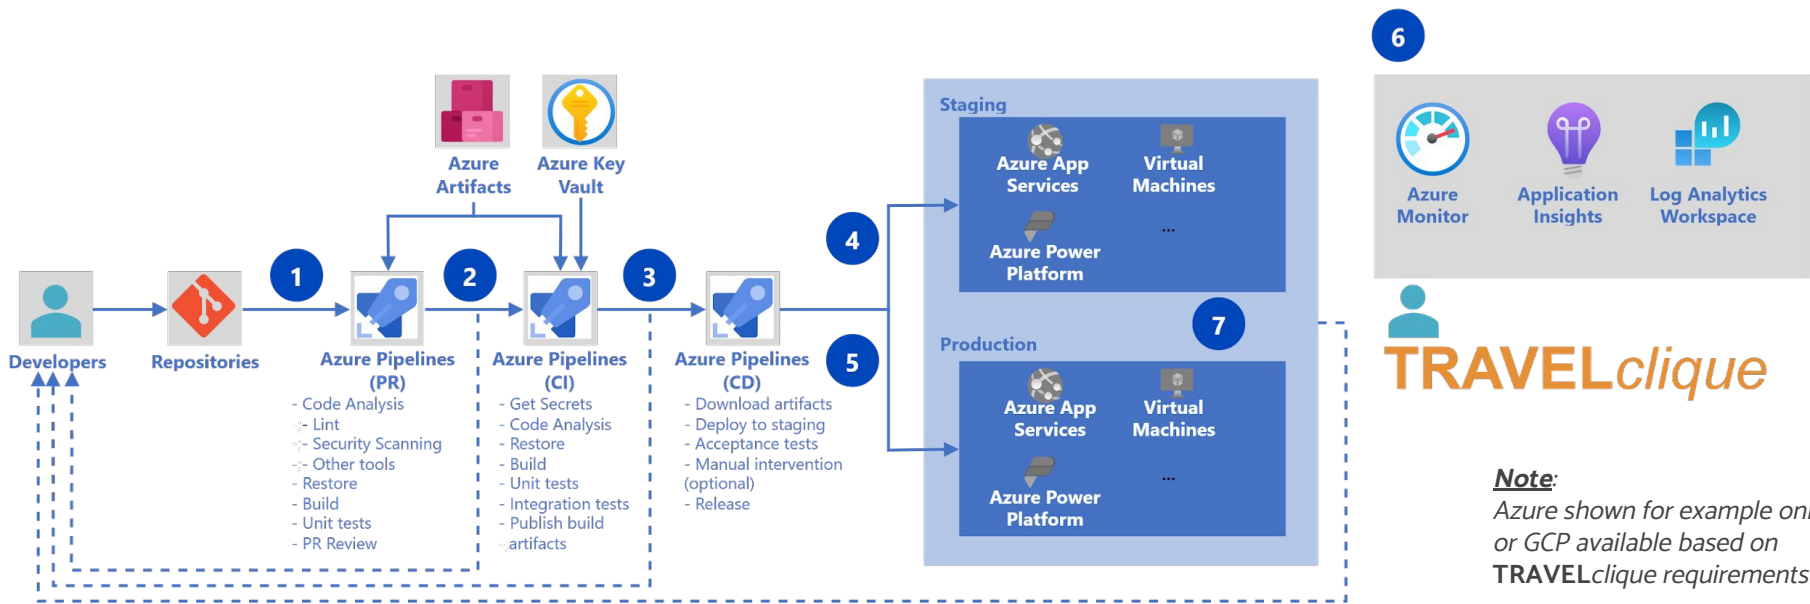 6
Azure
Artifacts
Azure Key
Vault
Staging
Azure App
Services
Virtual
Machines
Azure Power
Platform
...
Azure
Monitor
Application
Insights
Log Analytics
Workspace
1
2
3
4
5
7
Developers
Repositories
Azure Pipelines
(PR)
- Code Analysis
- Lint
- Security Scanning
- Other tools
- Restore
- Build
- Unit tests
- PR Review
Azure Pipelines
(CI)
- Get Secrets
- Code Analysis
- Restore
- Build
- Unit tests
- Integration tests
- Publish build
artifacts
Azure Pipelines
(CD)
- Download artifacts
- Deploy to staging
- Acceptance tests
- Manual intervention
(optional)
- Release
Production
Azure App
Services
Virtual
Machines
Azure Power
Platform
...
TRAVELclique
Note:
Azure shown for example
or GCP available based on
TRAVELclique requirements